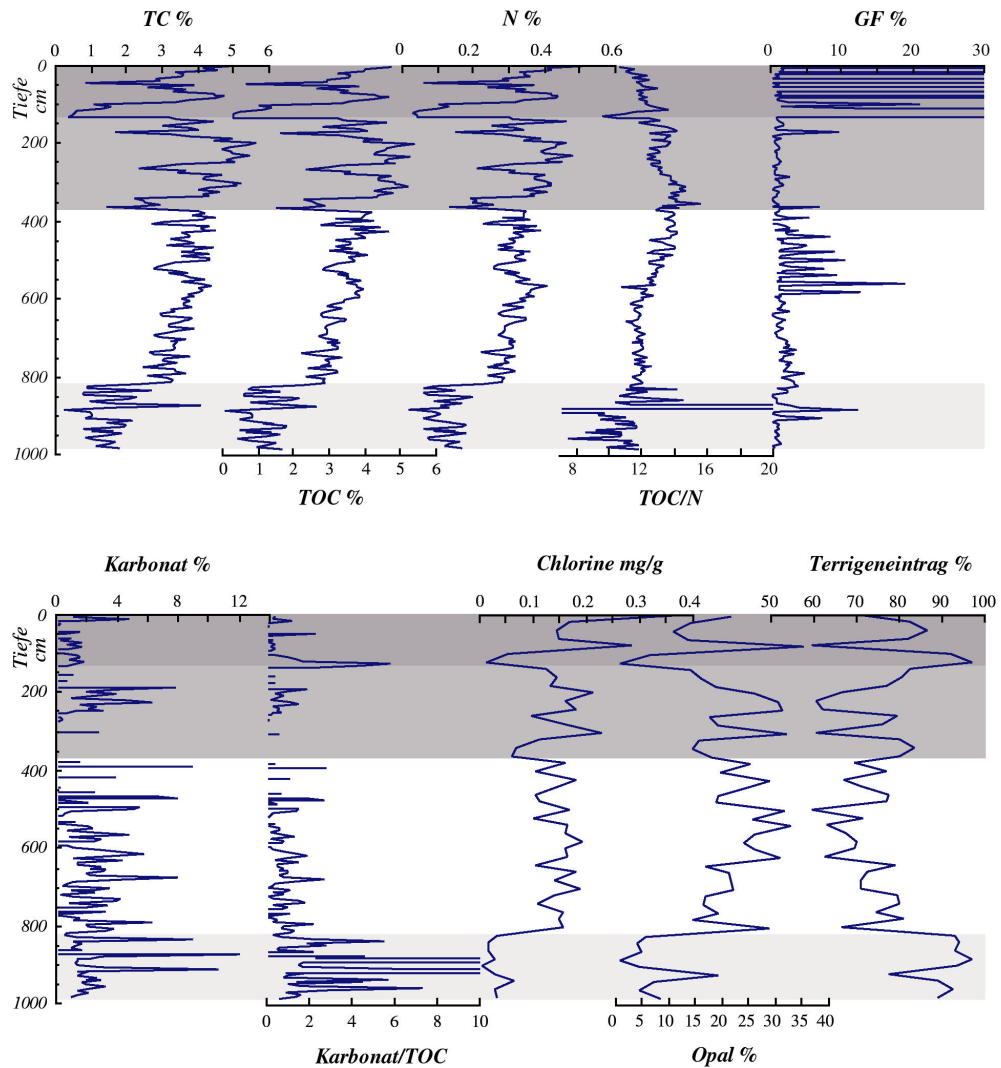 TC % N % GF %
0 1 2 3 4 5 6 0 0.2 0.4 0.6 0 10 20 30
Tiefe
cm
0
200
400
600
800
1000
0 1 2 3 4 5 6 8 12 16 20
TOC % TOC/N
Karbonat % Chlorine mg/g Terrigeneintrag %
0 4 8 12 0 0.1 0.2 0.3 0.4 50 60 70 80 90 100
Tiefe
cm
0
200
400
600
800
1000
0 2 4 6 8 10 0 5 10 15 20 25 30 35 40
Karbonat/TOC Opal %